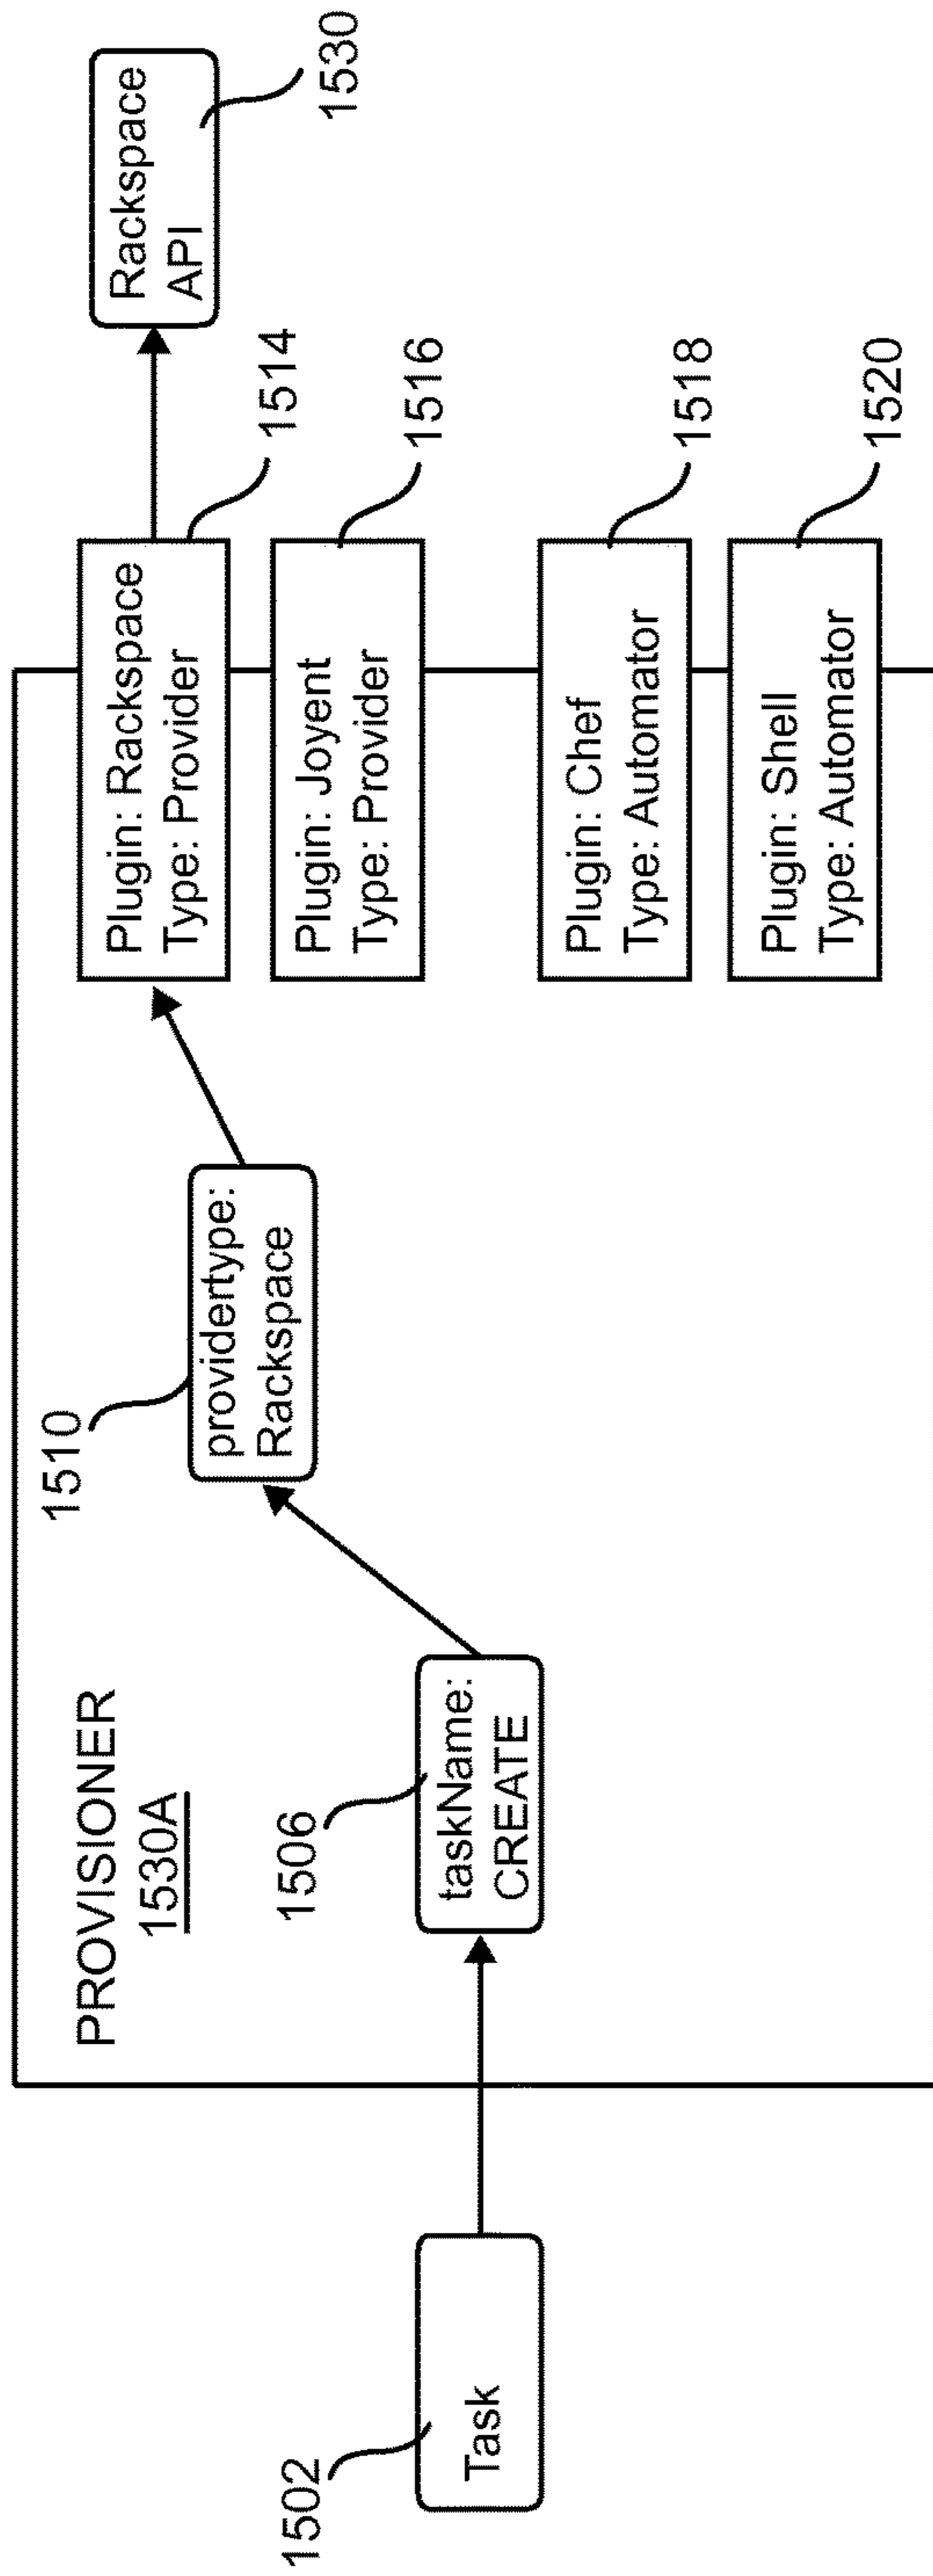 PROVISIONER
1530A
1502
Task
1506
taskName:
CREATE
1510
providertype:
Rackspace
Plugin: Rackspace
Type: Provider
1514
Rackspace
API
1530
Plugin: Joyent
Type: Provider
1516
Plugin: Chef
Type: Automator
1518
Plugin: Shell
Type: Automator
1520